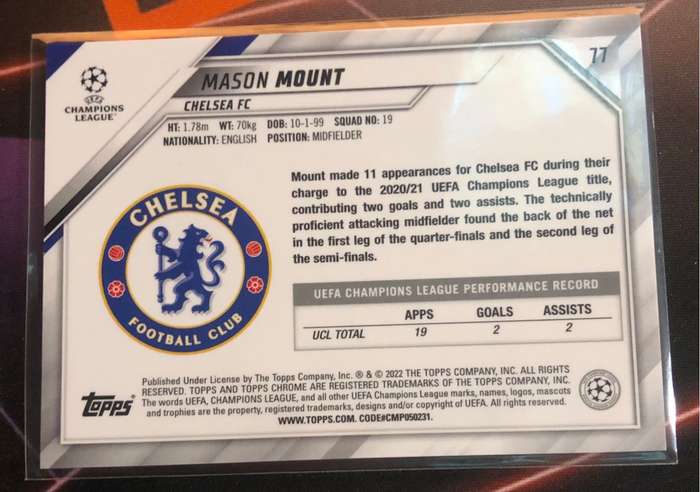 77
MASON MOUNT
CHELSEA FC
UEFA
CHAMPIONS
LEAGUE
HT: 1.78m WT: 70kg DOB: 10-1-99 SQUAD NO: 19
NATIONALITY: ENGLISH POSITION: MIDFIELDER
Mount made 11 appearances for Chelsea FC during their
charge to the 2020/21 UEFA Champions League title,
contributing two goals and two assists. The technically
proficient attacking midfielder found the back of the net
in the first leg of the quarter-finals and the second leg of
the semi-finals.
CHELSEA
FOOTBALL CLUB
UEFA CHAMPIONS LEAGUE PERFORMANCE RECORD
APPS GOALS ASSISTS
UCL TOTAL 19 2 2
topps
Published Under License by The Topps Company, Inc. ® & © 2022 THE TOPPS COMPANY, INC. ALL RIGHTS
RESERVED. TOPPS AND TOPPS CHROME ARE REGISTERED TRADEMARKS OF THE TOPPS COMPANY, INC.
The words UEFA, CHAMPIONS LEAGUE, and all other UEFA Champions League marks, names, logos, mascots
and trophies are the property, registered trademarks, designs and/or copyright of UEFA. All rights reserved.
WWW.TOPPS.COM. CODE#CMP050231.